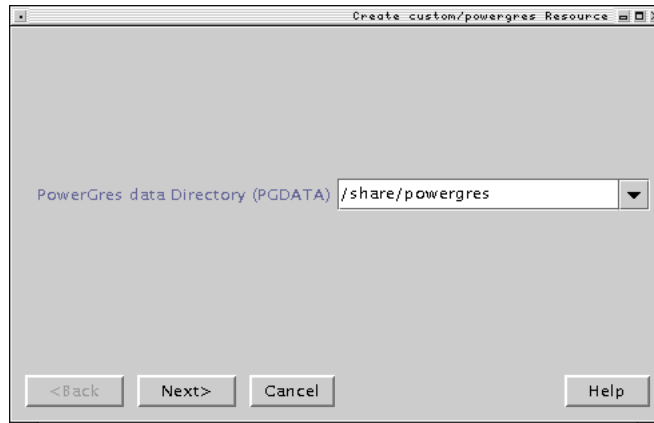 Create custom/powergres Resource
PowerGres data Directory (PGDATA) /share/powergres
<Back Next> Cancel Help